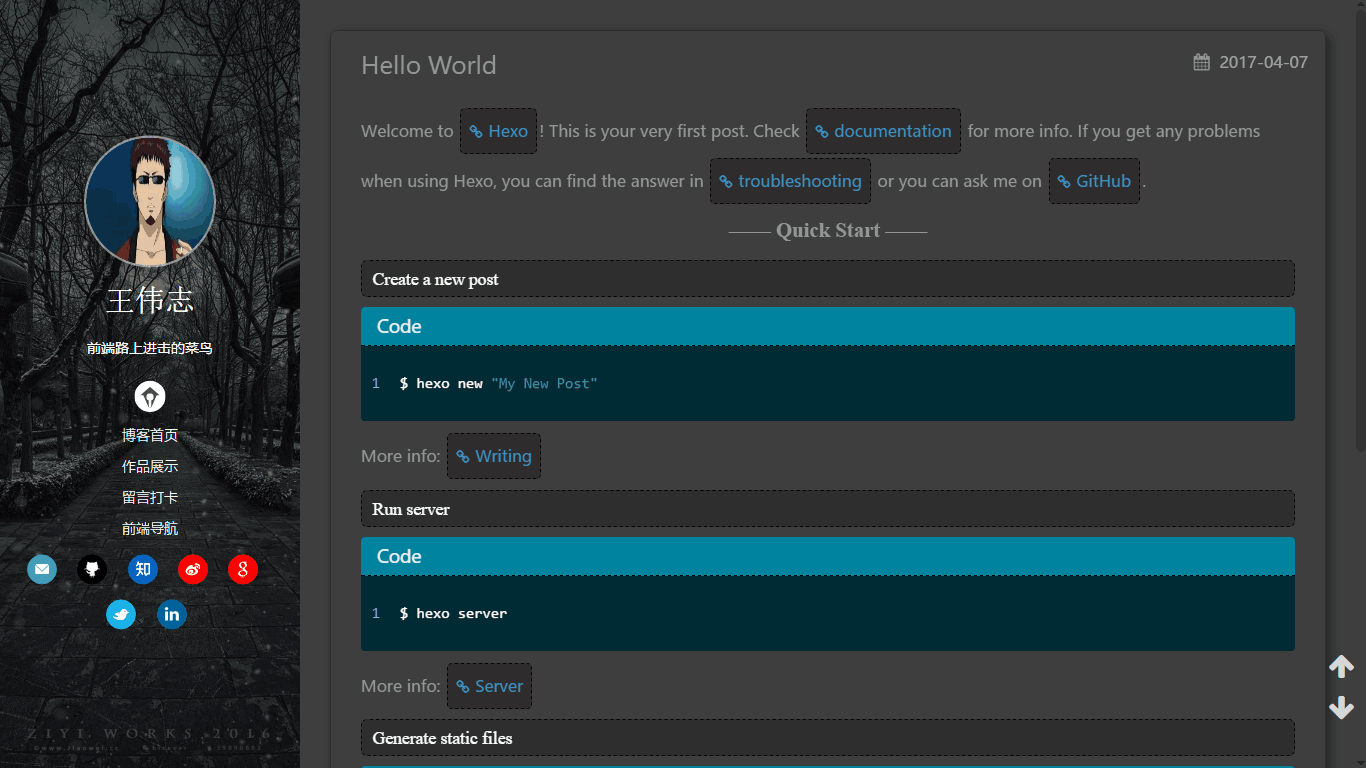 王伟志
前端路上进击的菜鸟
博客首页
作品展示
留言打卡
前端导航
知
ZIYI.WORKS.2016
Hello World
2017-04-07
Welcome to Hexo ! This is your very first post. Check documentation for more info. If you get any problems
when using Hexo, you can find the answer in troubleshooting or you can ask me on GitHub .
Quick Start
Create a new post
Code
1 $ hexo new "My New Post"
More info: Writing
Run server
Code
1 $ hexo server
More info: Server
Generate static files